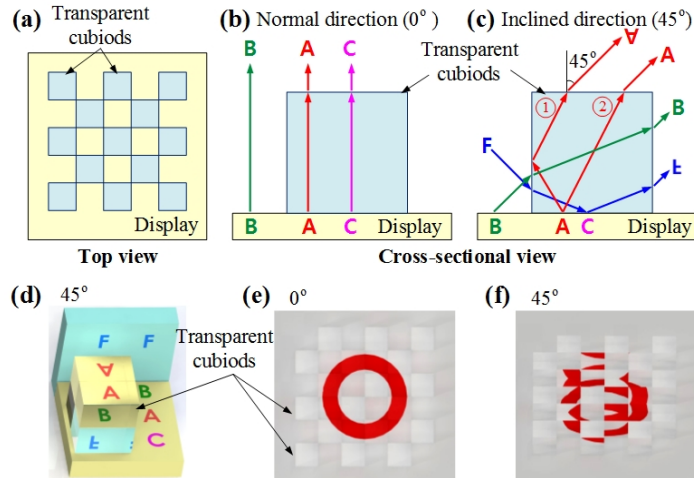 (a)
Transparent
cubiods
Display
Top view
(b) Normal direction (0°)
B A C
Transparent
cubiods
B A C Display
(c) Inclined direction (45°)
45°
A
A
① ②
B
F
F
B A C Display
Cross-sectional view
(d) 45°
F F
A
A B
B A
F F C
Transparent
cubiods
(e) 0°
(f) 45°